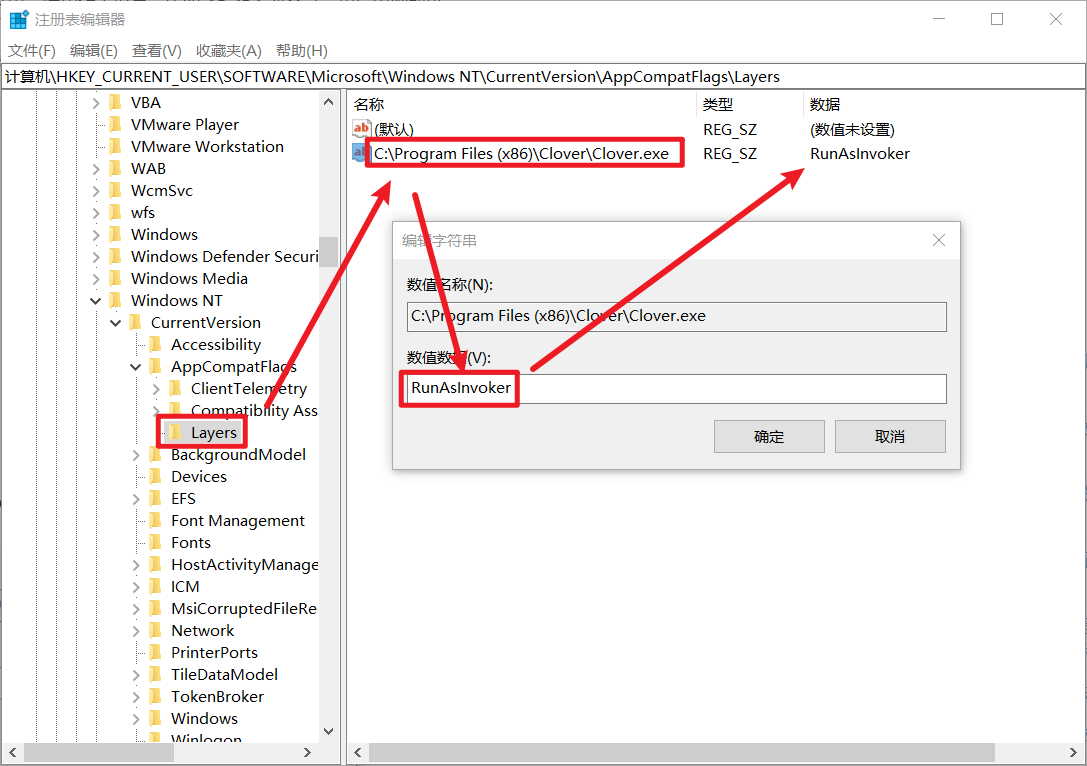 注册表编辑器
文件(F) 编辑(E) 查看(V) 收藏夹(A) 帮助(H)
计算机\HKEY_CURRENT_USER\SOFTWARE\Microsoft\Windows NT\CurrentVersion\AppCompatFlags\Layers
VBA
VMware Player
VMware Workstation
WAB
WcmSvc
wfs
Windows
Windows Defender Securi
Windows Media
Windows NT
CurrentVersion
Accessibility
AppCompatFlags
ClientTelemetry
Compatibility Ass
Layers
BackgroundModel
Devices
EFS
Font Management
Fonts
HostActivityManage
ICM
MsiCorruptedFileRe
Network
PrinterPorts
TileDataModel
TokenBroker
Windows
Winlogon
名称 类型 数据
ab (默认) REG_SZ (数值未设置)
ab C:\Program Files (x86)\Clover\Clover.exe REG_SZ RunAsInvoker
编辑字符串
数值名称(N):
C:\Program Files (x86)\Clover\Clover.exe
数值数据(V):
RunAsInvoker
确定 取消